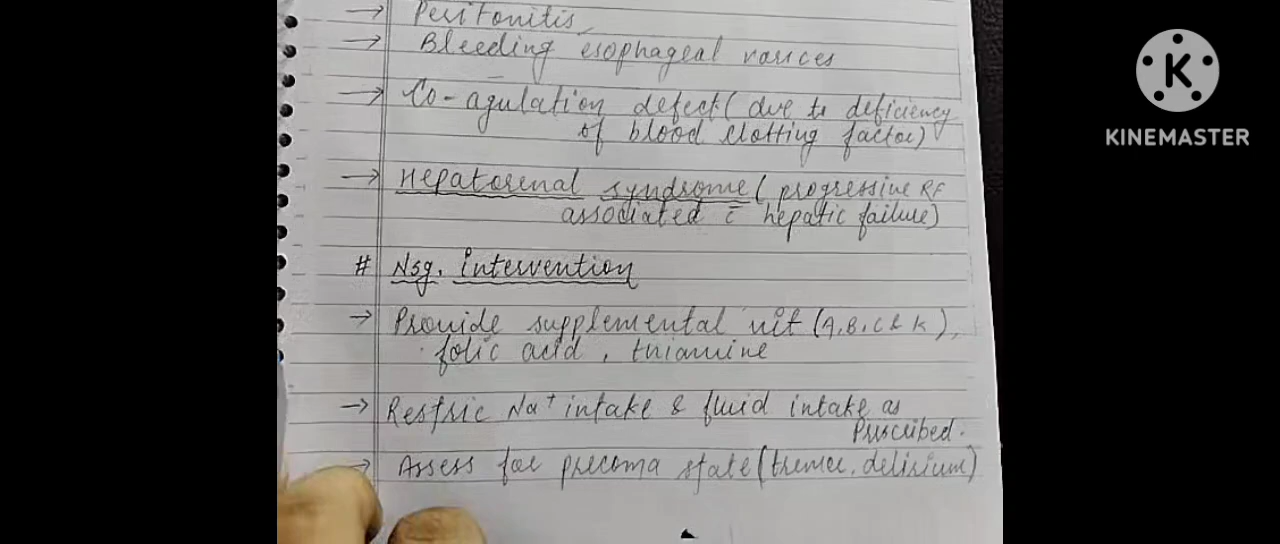 → Peritonitis
→ Bleeding esophageal varices
→ Co-agulation defect (due to deficiency
of blood clotting factor)
→ Hepatorenal syndrome (progressive RF
associated c̄ hepatic failure)
# Nsg. intervention
→ Provide supplemental vit (A, B, C & K),
folic acid, thiamine
→ Restric Na+ intake & fluid intake as
Prescribed.
→ Assess for precoma state (tremor, delirium)
K
KINEMASTER